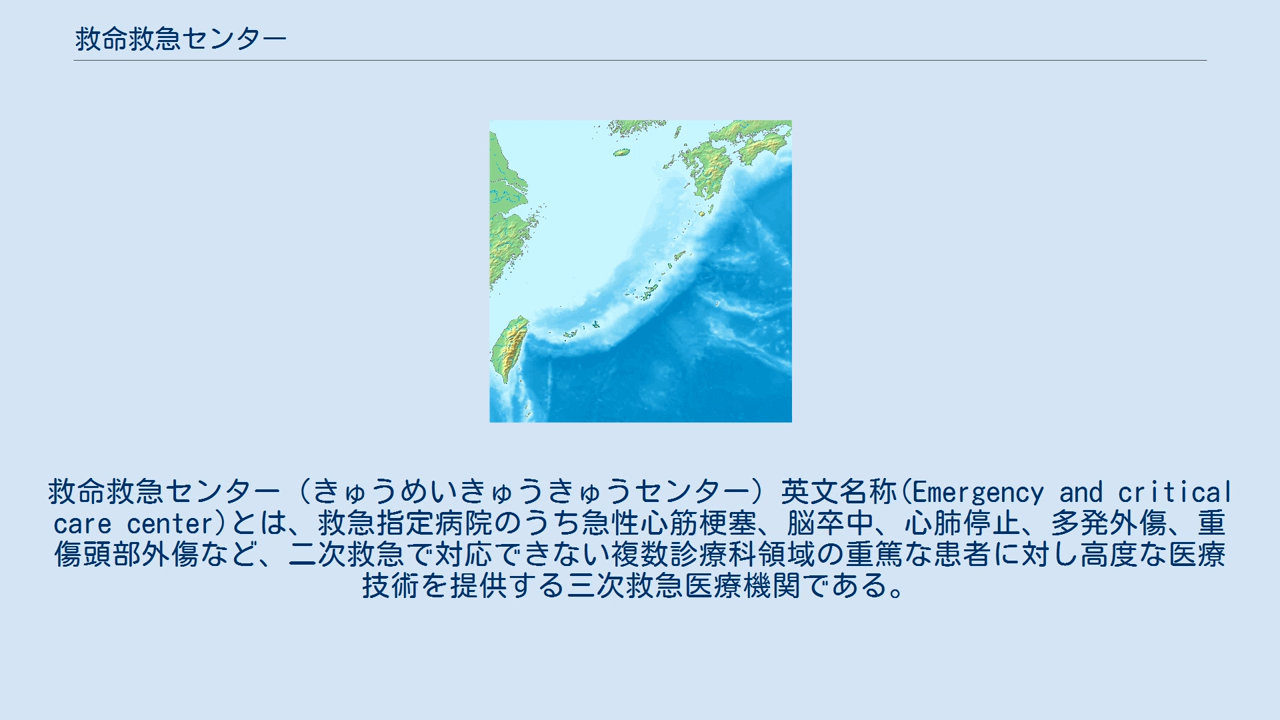 救命救急センター
救命救急センター（きゅうめいきゅうきゅうセンター）英文名称(Emergency and critical
care center)とは、救急指定病院のうち急性心筋梗塞、脳卒中、心肺停止、多発外傷、重
傷頭部外傷など、二次救急で対応できない複数診療科領域の重篤な患者に対し高度な医療
技術を提供する三次救急医療機関である。